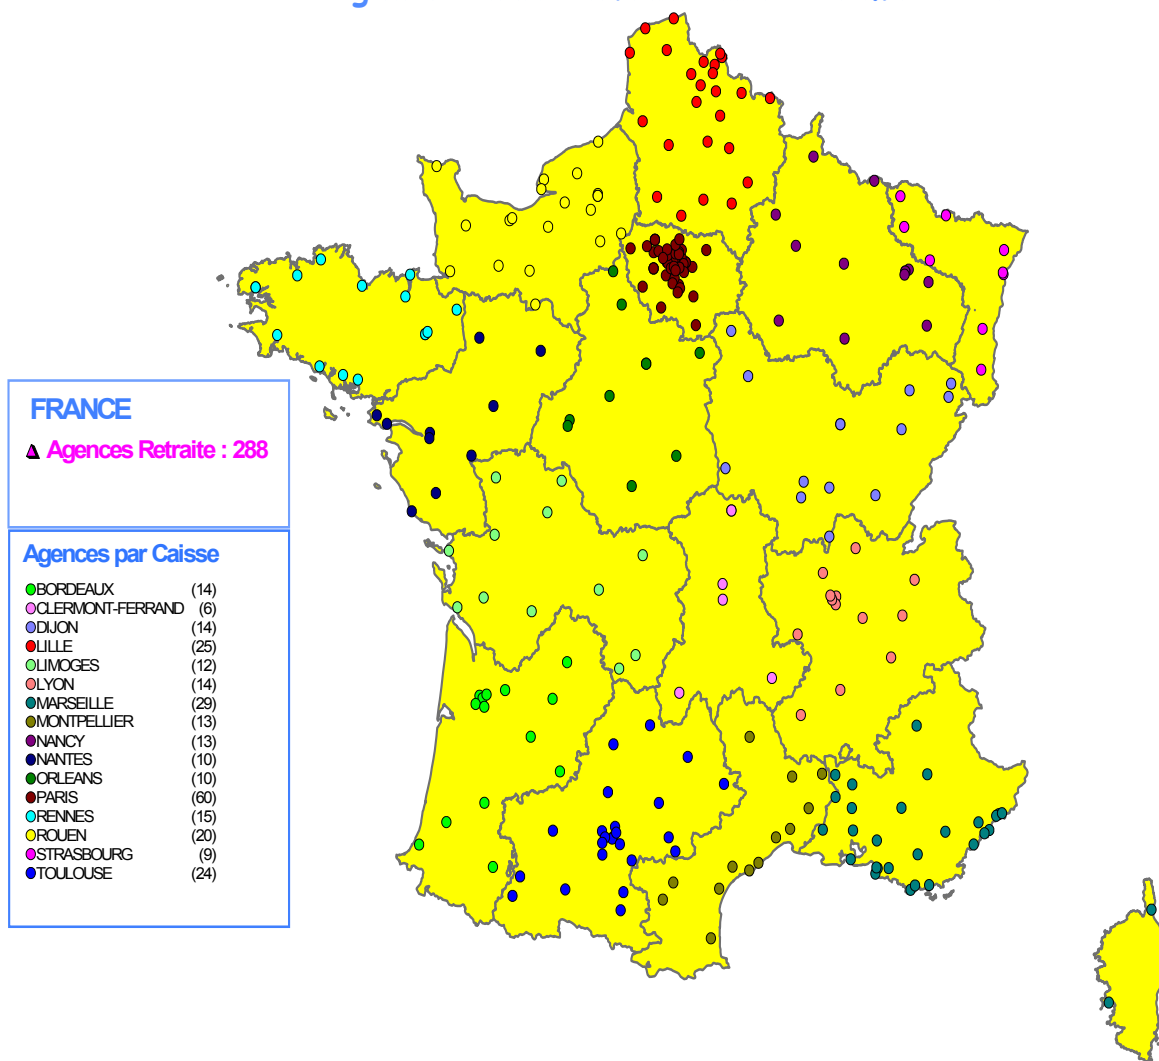 FRANCE
Agences Retraite : 288
Agences par Caisse
BORDEAUX (14)
CLERMONT-FERRAND (6)
DIJON (14)
LILLE (25)
LIMOGES (12)
LYON (14)
MARSEILLE (29)
MONTPELLIER (13)
NANCY (13)
NANTES (10)
ORLEANS (10)
PARIS (60)
RENNES (15)
ROUEN (20)
STRASBOURG (9)
TOULOUSE (24)